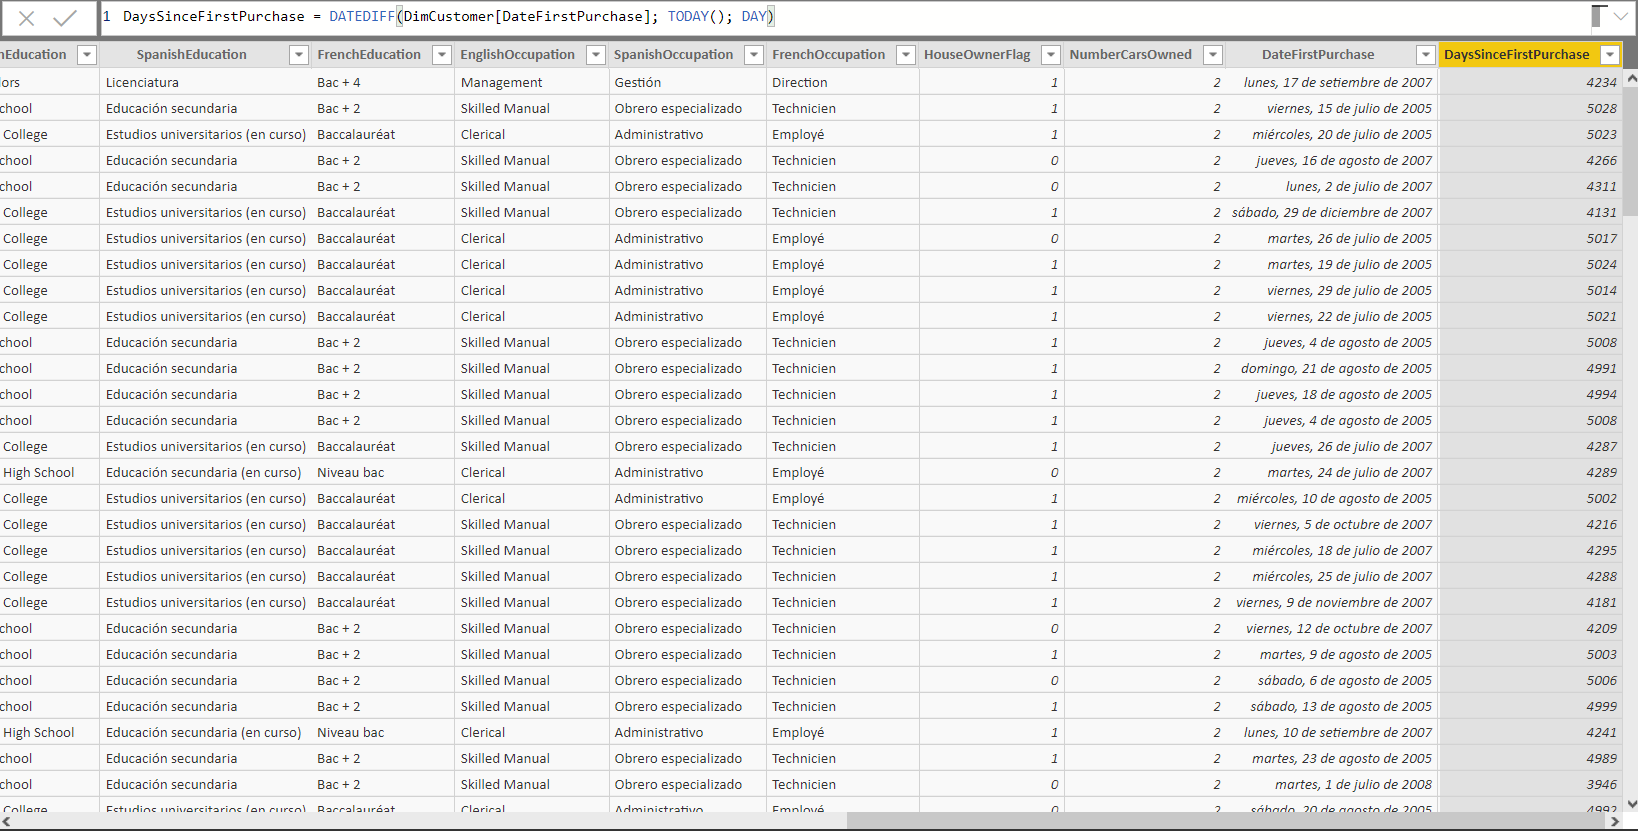 1 DaysSinceFirstPurchase = DATEDIFF(DimCustomer[DateFirstPurchase]; TODAY(); DAY)
nEducation SpanishEducation FrenchEducation EnglishOccupation SpanishOccupation FrenchOccupation HouseOwnerFlag NumberCarsOwned DateFirstPurchase DaysSinceFirstPurchase
lors Licenciatura Bac + 4 Management Gestión Direction 1 2 lunes, 17 de setiembre de 2007 4234
chool Educación secundaria Bac + 2 Skilled Manual Obrero especializado Technicien 1 2 viernes, 15 de julio de 2005 5028
College Estudios universitarios (en curso) Baccalauréat Clerical Administrativo Employé 1 2 miércoles, 20 de julio de 2005 5023
chool Educación secundaria Bac + 2 Skilled Manual Obrero especializado Technicien 0 2 jueves, 16 de agosto de 2007 4266
chool Educación secundaria Bac + 2 Skilled Manual Obrero especializado Technicien 0 2 lunes, 2 de julio de 2007 4311
College Estudios universitarios (en curso) Baccalauréat Skilled Manual Obrero especializado Technicien 1 2 sábado, 29 de diciembre de 2007 4131
College Estudios universitarios (en curso) Baccalauréat Clerical Administrativo Employé 0 2 martes, 26 de julio de 2005 5017
College Estudios universitarios (en curso) Baccalauréat Clerical Administrativo Employé 1 2 martes, 19 de julio de 2005 5024
College Estudios universitarios (en curso) Baccalauréat Clerical Administrativo Employé 1 2 viernes, 29 de julio de 2005 5014
College Estudios universitarios (en curso) Baccalauréat Clerical Administrativo Employé 1 2 viernes, 22 de julio de 2005 5021
chool Educación secundaria Bac + 2 Skilled Manual Obrero especializado Technicien 1 2 jueves, 4 de agosto de 2005 5008
chool Educación secundaria Bac + 2 Skilled Manual Obrero especializado Technicien 1 2 domingo, 21 de agosto de 2005 4991
chool Educación secundaria Bac + 2 Skilled Manual Obrero especializado Technicien 1 2 jueves, 18 de agosto de 2005 4994
chool Educación secundaria Bac + 2 Skilled Manual Obrero especializado Technicien 1 2 jueves, 4 de agosto de 2005 5008
College Estudios universitarios (en curso) Baccalauréat Skilled Manual Obrero especializado Technicien 1 2 jueves, 26 de julio de 2007 4287
High School Educación secundaria (en curso) Niveau bac Clerical Administrativo Employé 0 2 martes, 24 de julio de 2007 4289
College Estudios universitarios (en curso) Baccalauréat Clerical Administrativo Employé 1 2 miércoles, 10 de agosto de 2005 5002
College Estudios universitarios (en curso) Baccalauréat Skilled Manual Obrero especializado Technicien 1 2 viernes, 5 de octubre de 2007 4216
College Estudios universitarios (en curso) Baccalauréat Skilled Manual Obrero especializado Technicien 1 2 miércoles, 18 de julio de 2007 4295
College Estudios universitarios (en curso) Baccalauréat Skilled Manual Obrero especializado Technicien 1 2 miércoles, 25 de julio de 2007 4288
College Estudios universitarios (en curso) Baccalauréat Skilled Manual Obrero especializado Technicien 1 2 viernes, 9 de noviembre de 2007 4181
chool Educación secundaria Bac + 2 Skilled Manual Obrero especializado Technicien 0 2 viernes, 12 de octubre de 2007 4209
chool Educación secundaria Bac + 2 Skilled Manual Obrero especializado Technicien 1 2 martes, 9 de agosto de 2005 5003
chool Educación secundaria Bac + 2 Skilled Manual Obrero especializado Technicien 0 2 sábado, 6 de agosto de 2005 5006
chool Educación secundaria Bac + 2 Skilled Manual Obrero especializado Technicien 1 2 sábado, 13 de agosto de 2005 4999
High School Educación secundaria (en curso) Niveau bac Clerical Administrativo Employé 1 2 lunes, 10 de setiembre de 2007 4241
chool Educación secundaria Bac + 2 Skilled Manual Obrero especializado Technicien 1 2 martes, 23 de agosto de 2005 4989
chool Educación secundaria Bac + 2 Skilled Manual Obrero especializado Technicien 0 2 martes, 1 de julio de 2008 3946
College Estudios universitarios (en curso) Baccalauréat Clerical Administrativo Employé 0 2 sábado, 20 de agosto de 2005 4992